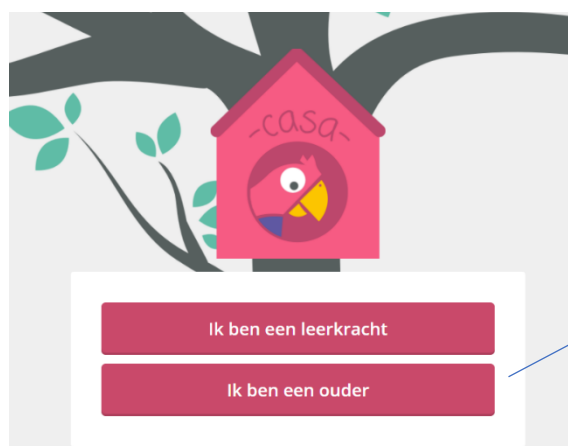 -casa-
Ik ben een leerkracht
Ik ben een ouder